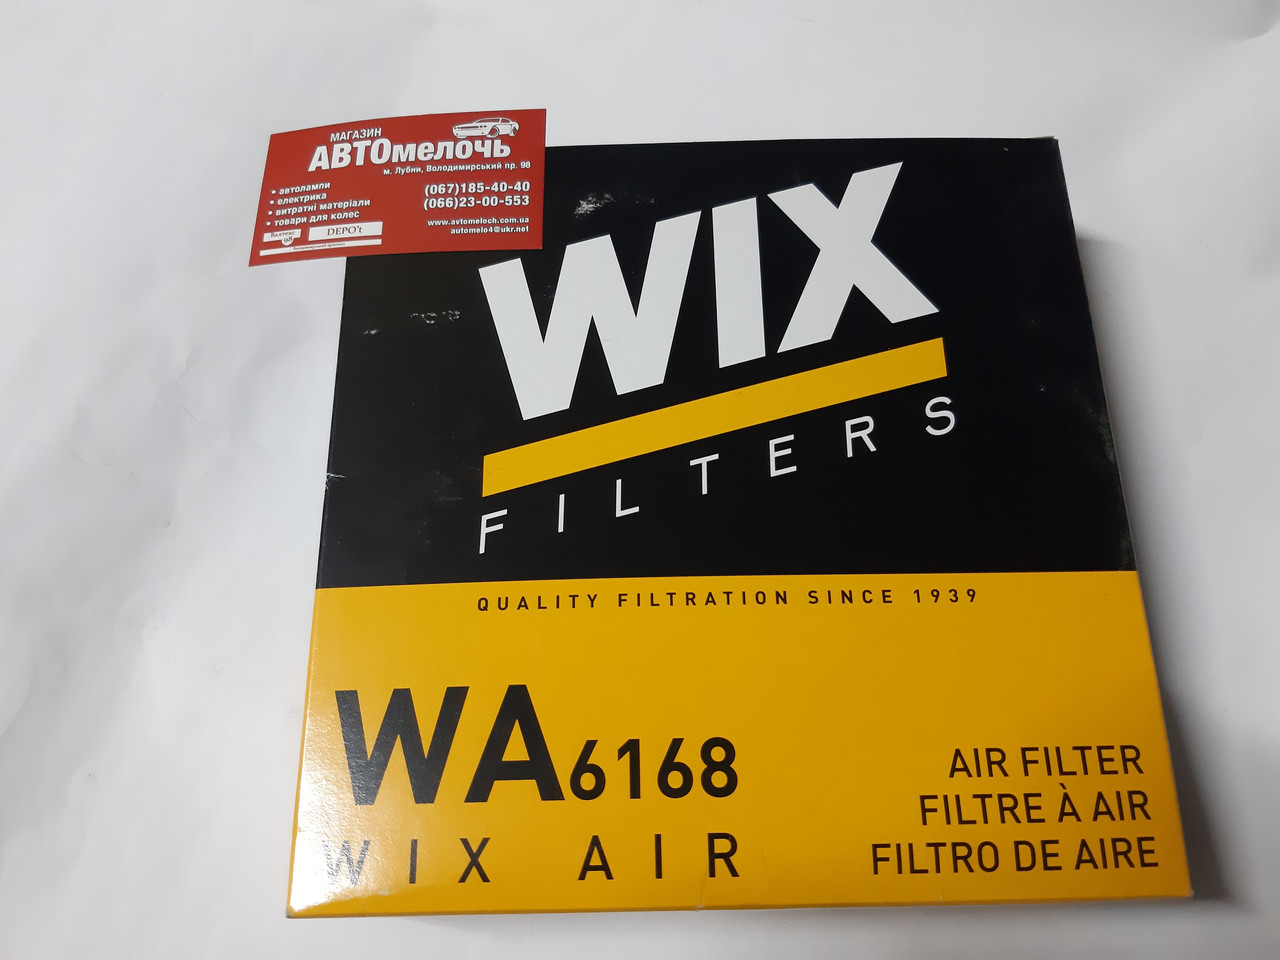 МАГАЗИН
АВТОмелочь
м. Лубни, Володимирський пр. 98
• автолампи
• електрика
• витратні матеріали
• товари для колес
(067)185-40-40
(066)23-00-553
www.avtomeloch.com.ua
automelo4@ukr.net
98
DEPO't
WIX
FILTERS
QUALITY FILTRATION SINCE 1939
WA6168
WIX AIR
AIR FILTER
FILTRE À AIR
FILTRO DE AIRE